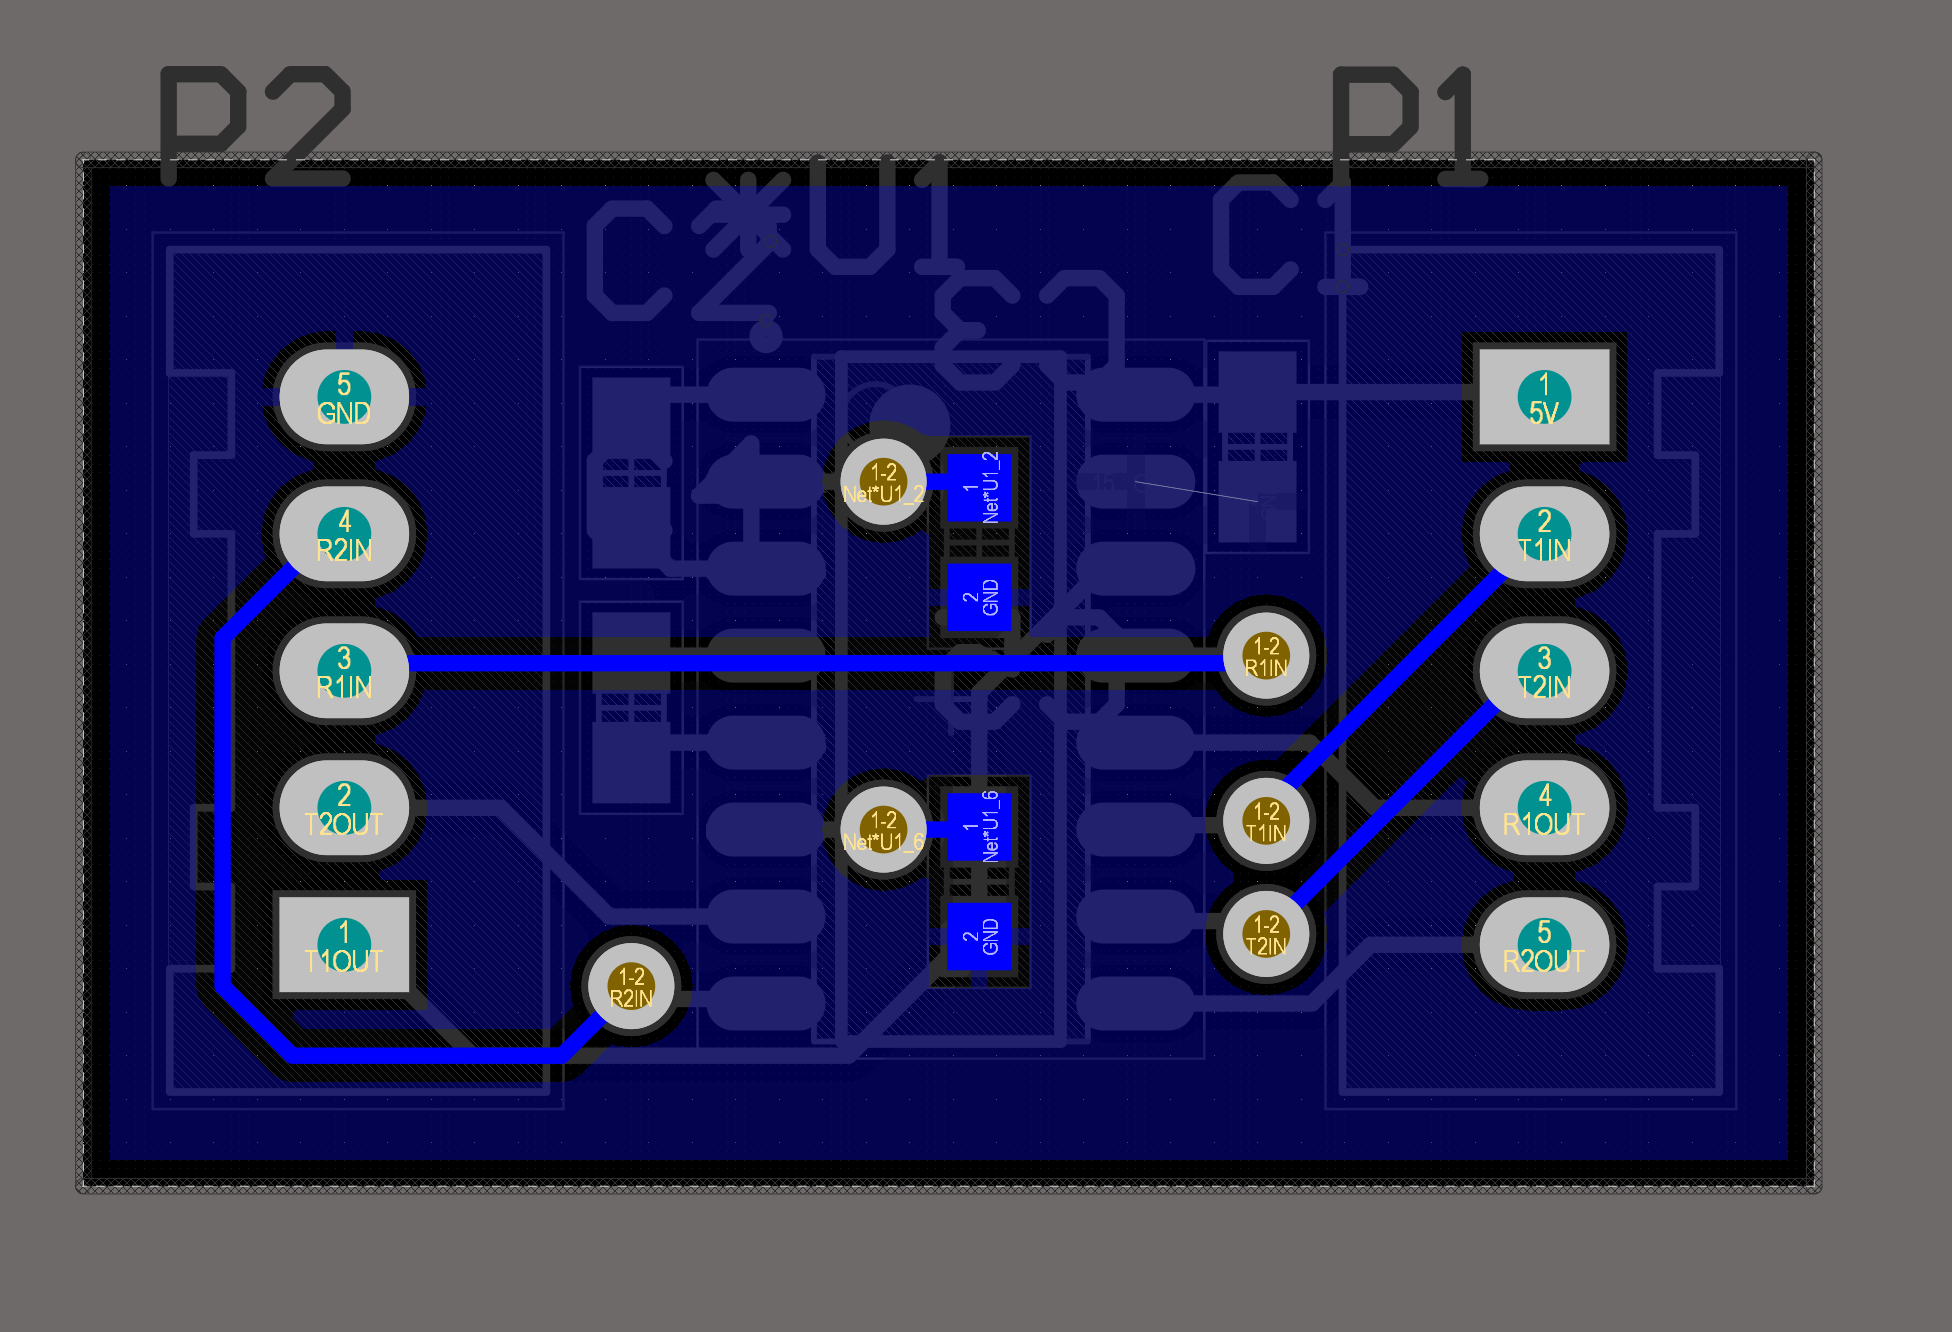 P2
P1
C2
*
U1
C1
C3
5
GND
4
R2IN
3
R1IN
2
T2OUT
1
T1OUT
1-2
Net*U1_2
1
Net*U1_2
2
GND
1-2
Net*U1_6
1
Net*U1_6
2
GND
1-2
R2IN
1-2
R1IN
1-2
T1IN
1-2
T2IN
1
5V
2
T1IN
3
T2IN
4
R1OUT
5
R2OUT